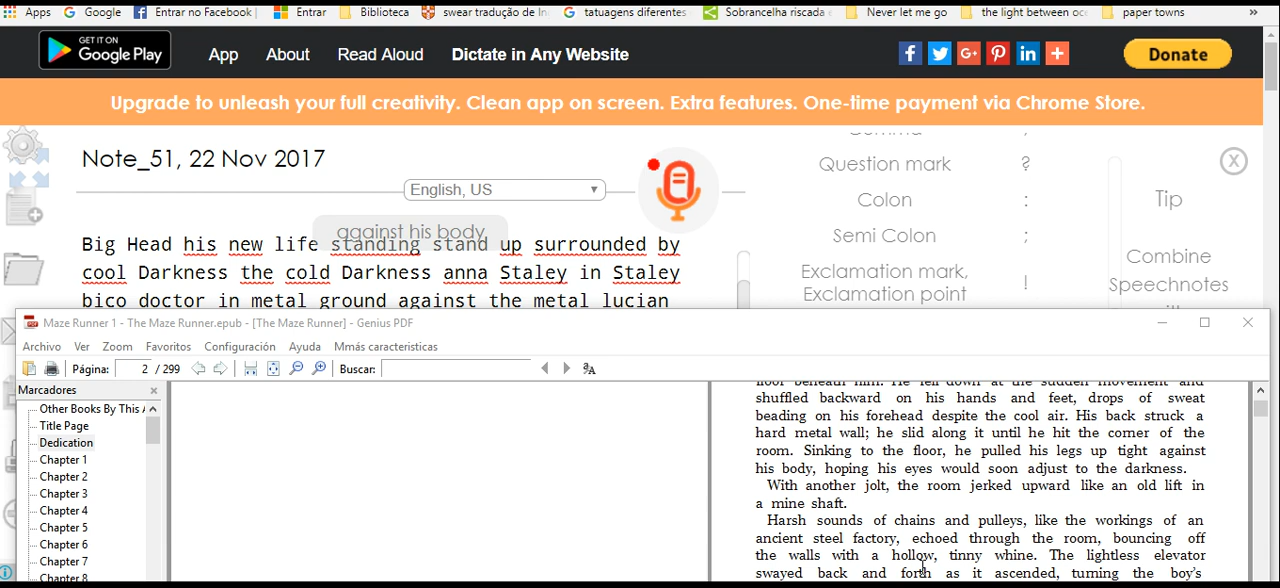 Apps Google Entrar no Facebook Entrar Biblioteca swear tradução de In tatuagens diferentes Sobrancelha riscada Never let me go the light between oce paper towns »
GET IT ON
Google Play App About Read Aloud Dictate in Any Website Donate
Upgrade to unleash your full creativity. Clean app on screen. Extra features. One-time payment via Chrome Store.
Note_51, 22 Nov 2017
English, US
against his body
Big Head his new life standing stand up surrounded by
cool Darkness the cold Darkness anna Staley in Staley
bico doctor in metal ground against the metal lucian
Comma ,
Question mark ?
Colon :
Semi Colon ;
Exclamation mark,
Exclamation point !
X
Tip
Combine
Speechnotes
Maze Runner 1 - The Maze Runner.epub - [The Maze Runner] - Genius PDF
Archivo Ver Zoom Favoritos Configuración Ayuda Mmás caracteristicas
Página: 2 / 299 Buscar:
Marcadores
Other Books By This A
Title Page
Dedication
Chapter 1
Chapter 2
Chapter 3
Chapter 4
Chapter 5
Chapter 6
Chapter 7
Chapter 8
floor beneath him. He fell down at the sudden movement and
shuffled backward on his hands and feet, drops of sweat
beading on his forehead despite the cool air. His back struck a
hard metal wall; he slid along it until he hit the corner of the
room. Sinking to the floor, he pulled his legs up tight against
his body, hoping his eyes would soon adjust to the darkness.
With another jolt, the room jerked upward like an old lift in
a mine shaft.
Harsh sounds of chains and pulleys, like the workings of an
ancient steel factory, echoed through the room, bouncing off
the walls with a hollow, tinny whine. The lightless elevator
swayed back and forth as it ascended, turning the boy's